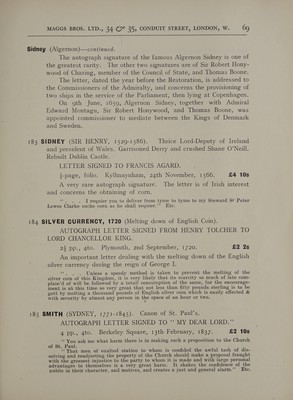 MAGGS BROS. LTD., 34 & 35, CONDUIT STREET, LONDON, W. 69
Sidney (Algernon)—continued.
The autograph signature of the famous Algernon Sidney is one of
the greatest rarity. The other two signatures are of Sir Robert Hony-
wood of Charing, member of the Council of State, and Thomas Boone.
The letter, dated the year before the Restoration, is addressed to
the Commissioners of the Admiralty, and concerns the provisioning of
two ships in the service of the Parliament, then lying at Copenhagen.
On 9th June, 1659, Algernon Sidney, together with Admiral
Edward Montagu, Sir Robert Honywood, and Thomas Boone, was
appointed commissioner to mediate between the Kings of Denmark
and Sweden.
183 SIDNEY (SIR HENRY, 1529-1586). Thrice Lord-Deputy of Ireland
and president of Wales. Garrisoned Derry and crushed Shane O'Neill.
Rebuilt Dublin Castle.
LETTER SIGNED TO FRANCIS AGARD.
½-page, folio. Kyllmaynham, 24th November, 1566. £4 10s
A very rare autograph signature. The letter is of Irish interest
and concerns the obtaining of corn.
". . . I requier you to deliver from tyme to tyme to my Steward Sr Peter
Lewes Clarke suche corn as he shall requier." Etc.
184 SILVER CURRENCY, 1720 (Melting down of English Coin).
AUTOGRAPH LETTER SIGNED FROM HENRY TOLCHER TO
LORD CHANCELLOR KING.
2½ pp., 4to. Plymouth, 2nd September, 1720. £2 2s
An important letter dealing with the melting down of the English
silver currency during the reign of George I.
". . . Unless a speedy method is taken to prevent the melting of the
silver coin of this Kingdom, it is very likely that its scarcity so much of late com-
plain'd of will be followed by a totall consumption of the same, for the encourage-
ment is at this time so very great that not less than fifty pounds sterling is to be
gott by melting a thousand pounds of English silver coin which is easily effected &
with security by almost any person in the space of an hour or two.
185 SMITH (SYDNEY, 1771-1845). Canon of St. Paul's.
AUTOGRAPH LETTER SIGNED TO "MY DEAR LORD."
4 pp., 4to. Berkeley Square, 13th February, 1837. £2 10s
"You ask me what harm there is in making such a proposition to the Church
of St. Paul.
"That men of exalted station to whom is confided the awful task of dis-
solving and readjusting the property of the Church should make a proposal fraught
with the grossest injustice to the party to whom it is made and with large personal
advantages to themselves is a very great harm. It shakes the confidence of the
public in their character, and motives, and creates a just and general alarm." Etc.